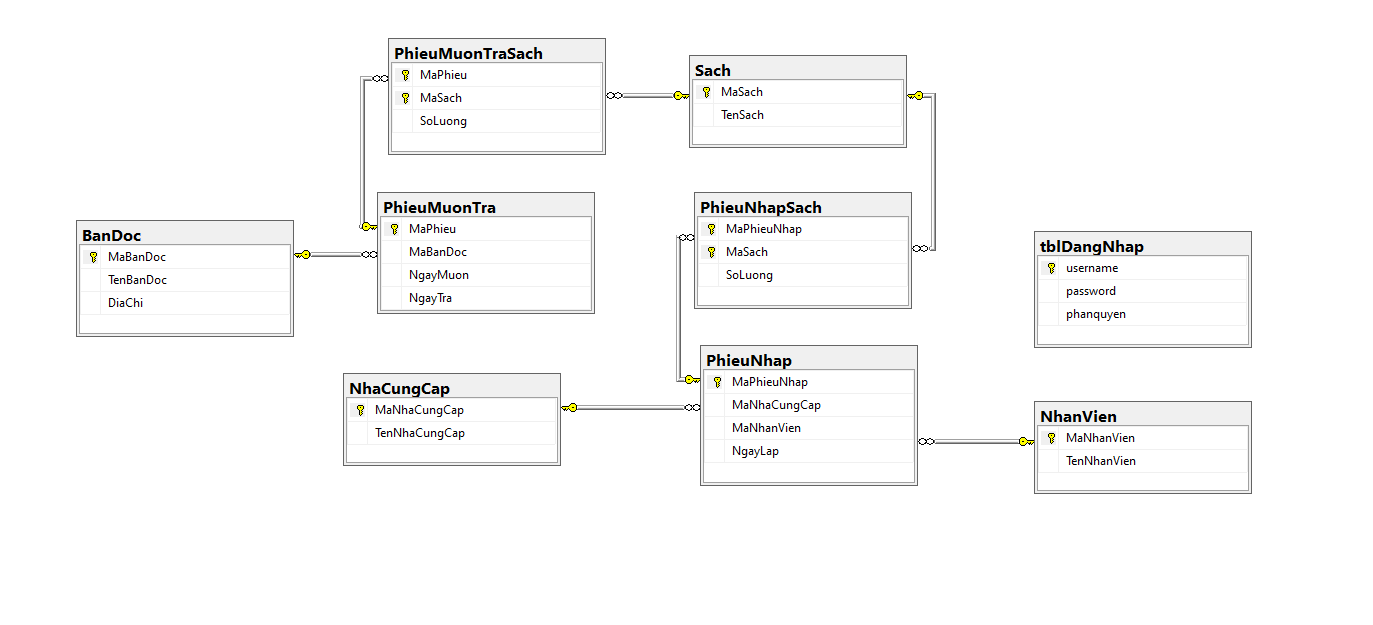 PhieuMuonTraSach
MaPhieu
MaSach
SoLuong
Sach
MaSach
TenSach
BanDoc
MaBanDoc
TenBanDoc
DiaChi
PhieuMuonTra
MaPhieu
MaBanDoc
NgayMuon
NgayTra
PhieuNhapSach
MaPhieuNhap
MaSach
SoLuong
tblDangNhap
username
password
phanquyen
NhaCungCap
MaNhaCungCap
TenNhaCungCap
PhieuNhap
MaPhieuNhap
MaNhaCungCap
MaNhanVien
NgayLap
NhanVien
MaNhanVien
TenNhanVien